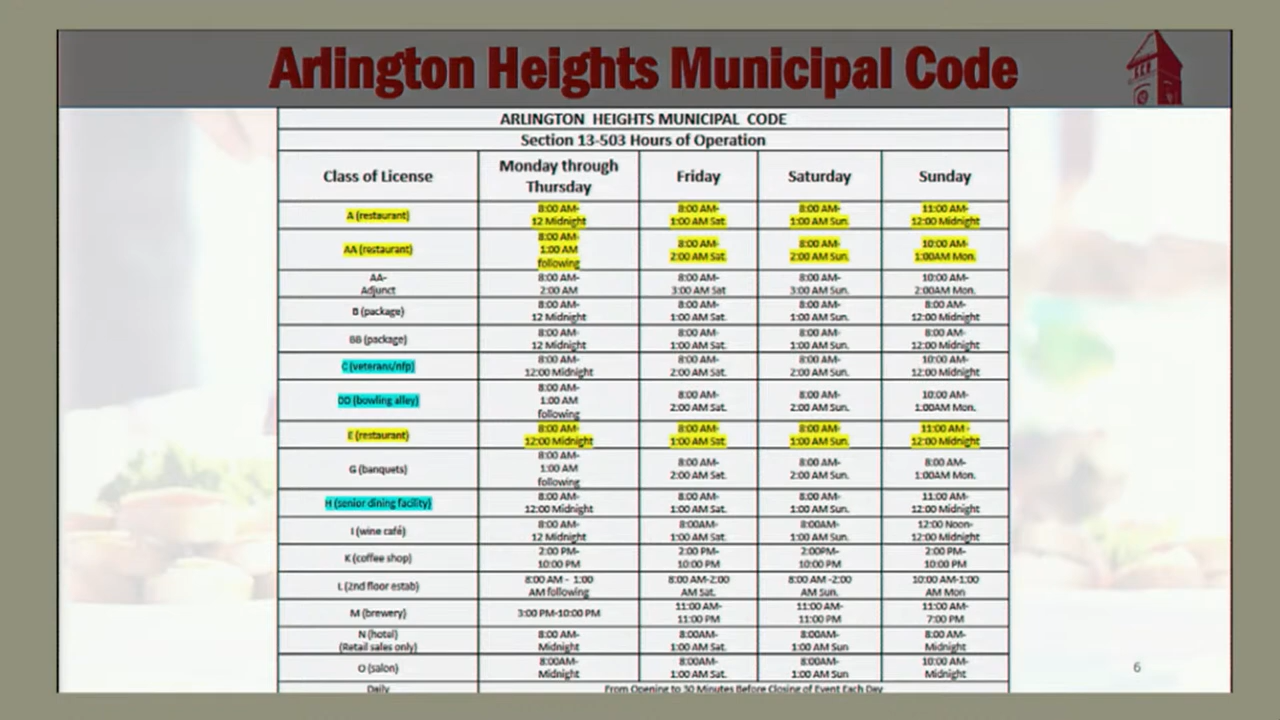 Arlington Heights Municipal Code
ARLINGTON HEIGHTS MUNICIPAL CODE
Section 13-503 Hours of Operation
Class of License
Monday through
Thursday
Friday
Saturday
Sunday
A (restaurant)
8:00 AM-
12 Midnight
8:00 AM-
1:00 AM Sat.
8:00 AM-
1:00 AM Sun.
11:00 AM-
12:00 Midnight
AA (restaurant)
8:00 AM-
1:00 AM
following
8:00 AM-
2:00 AM Sat.
8:00 AM-
2:00 AM Sun.
10:00 AM-
1:00AM Mon.
AA-
Adjunct
8:00 AM-
2:00 AM
8:00 AM-
3:00 AM Sat
8:00 AM-
3:00 AM Sun.
10:00 AM-
2:00AM Mon.
B (package)
8:00 AM-
12 Midnight
8:00 AM-
1:00 AM Sat.
8:00 AM-
1:00 AM Sun.
8:00 AM-
12:00 Midnight
BB (package)
8:00 AM-
12 Midnight
8:00 AM-
1:00 AM Sat.
8:00 AM-
1:00 AM Sun.
8:00 AM-
12:00 Midnight
C (veterans/nfp)
8:00 AM-
12:00 Midnight
8:00 AM-
2:00 AM Sat.
8:00 AM-
2:00 AM Sun.
10:00 AM-
12:00 Midnight
DD (bowling alley)
8:00 AM-
1:00 AM
following
8:00 AM-
2:00 AM Sat.
8:00 AM-
2:00 AM Sun.
10:00 AM-
1:00AM Mon.
E (restaurant)
8:00 AM-
12:00 Midnight
8:00 AM-
1:00 AM Sat.
8:00 AM-
1:00 AM Sun.
11:00 AM -
12:00 Midnight
G (banquets)
8:00 AM-
1:00 AM
following
8:00 AM-
2:00 AM Sat.
8:00 AM-
2:00 AM Sun.
8:00 AM-
1:00AM Mon.
H (senior dining facility)
8:00 AM-
12:00 Midnight
8:00 AM-
1:00 AM Sat.
8:00 AM-
1:00 AM Sun.
11:00 AM-
12:00 Midnight
I (wine café)
8:00 AM-
12 Midnight
8:00AM-
1:00 AM Sat.
8:00AM-
1:00 AM Sun.
12:00 Noon-
12:00 Midnight
K (coffee shop)
2:00 PM-
10:00 PM
2:00 PM-
10:00 PM
2:00PM-
10:00 PM
2:00 PM-
10:00 PM
L (2nd floor estab)
8:00 AM - 1:00
AM following
8:00 AM-2:00
AM Sat.
8:00 AM -2:00
AM Sun.
10:00 AM-1:00
AM Mon
M (brewery)
3:00 PM-10:00 PM
11:00 AM-
11:00 PM
11:00 AM-
11:00 PM
11:00 AM-
7:00 PM
N (hotel)
(Retail sales only)
8:00 AM-
Midnight
8:00AM-
1:00 AM Sat.
8:00AM-
1:00 AM Sun
8:00 AM-
Midnight
O (salon)
8:00AM-
Midnight
8:00AM-
1:00 AM Sat.
8:00AM-
1:00 AM Sun
10:00 AM-
Midnight
Daily
From Opening to 30 Minutes Before Closing of Event Each Day
6